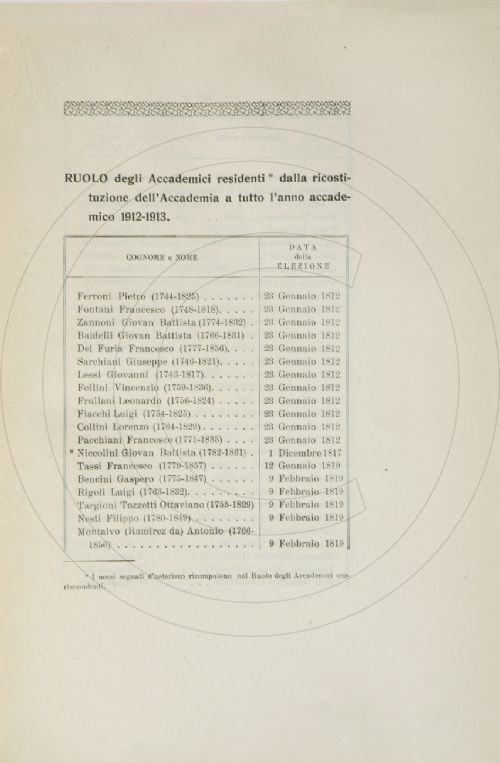 RUOLO degli Accademici residenti * dalla ricosti-
tuzione dell'Accademia a tutto l'anno accade-
mico 1912-1913.
COGNOME e NOME
DATA
della
ELEZIONE
Ferroni Pietro (1744-1825) . . . . . . . 23 Gennaio 1812
Fontani Francesco (1748-1818). . . . . 23 Gennaio 1812
Zannoni Giovan Battista (1774-1832) . 23 Gennaio 1812
Baldelli Giovan Battista (1766-1831) . 23 Gennaio 1812
Del Furia Francesco (1777-1856). . . . 23 Gennaio 1812
Sarchiani Giuseppe (1746-1821). . . . . 23 Gennaio 1812
Lessi Giovanni (1743-1817). . . . . . . 23 Gennaio 1812
Follini Vincenzio (1759-1836). . . . . . 23 Gennaio 1812
Frullani Leonardo (1756-1824) . . . . . 23 Gennaio 1812
Fiacchi Luigi (1754-1825) . . . . . . . . 23 Gennaio 1812
Collini Lorenzo (1764-1829). . . . . . . 23 Gennaio 1812
Pacchiani Francesco (1771-1835) . . . . 23 Gennaio 1812
* Niccolini Giovan Battista (1782-1861) . 1 Dicembre 1817
Tassi Francesco (1779-1857) . . . . . . 12 Gennaio 1819
Bencini Gaspero (1775-1847) . . . . . . 9 Febbraio 1819
Rigoli Luigi (1763-1832). . . . . . . . . 9 Febbraio 1819
Targioni Tozzetti Ottaviano (1755-1829) 9 Febbraio 1819
Nesti Filippo (1780-1849). . . . . . . . 9 Febbraio 1819
Montalvo (Ramirez da) Antonio (1766-
1856) . . . . . . . . . . . . . . . . . 9 Febbraio 1819
* I nomi segnati d'asterisco ricompaiono nel Ruolo degli Accademici cor-
rispondenti.